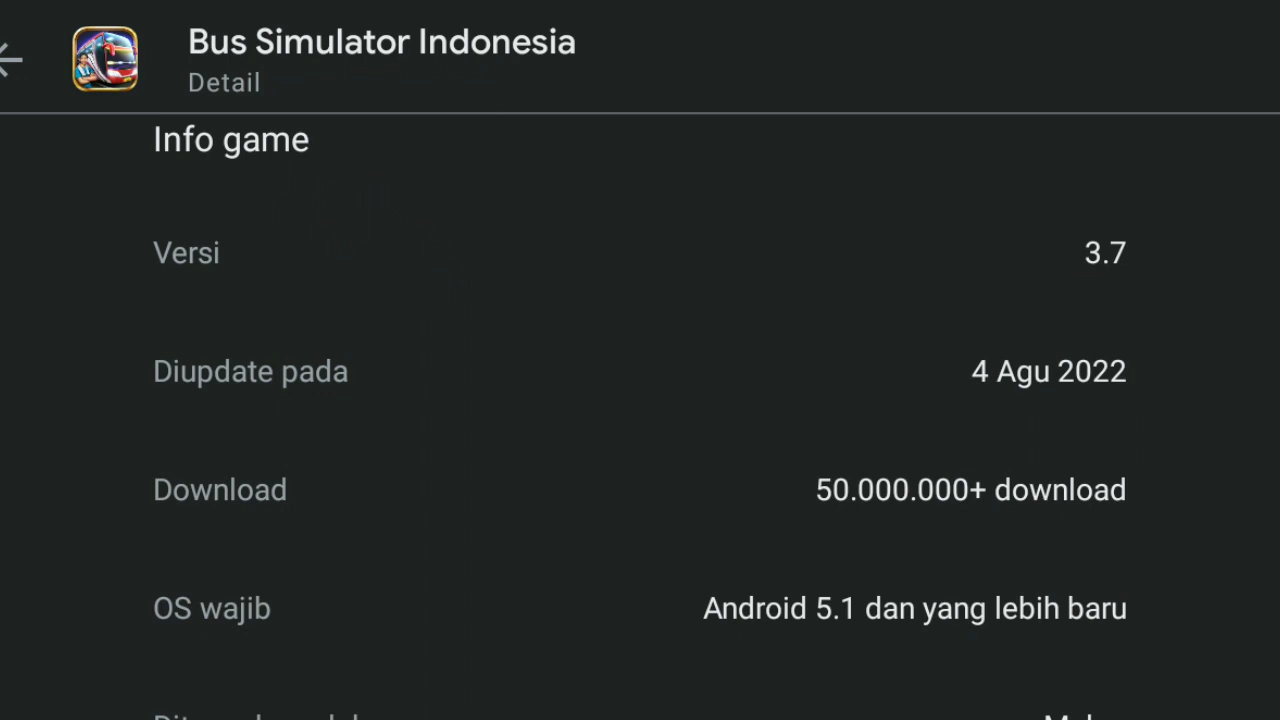 Bus Simulator Indonesia
Detail
Info game
Versi 3.7
Diupdate pada 4 Agu 2022
Download 50.000.000+ download
OS wajib Android 5.1 dan yang lebih baru